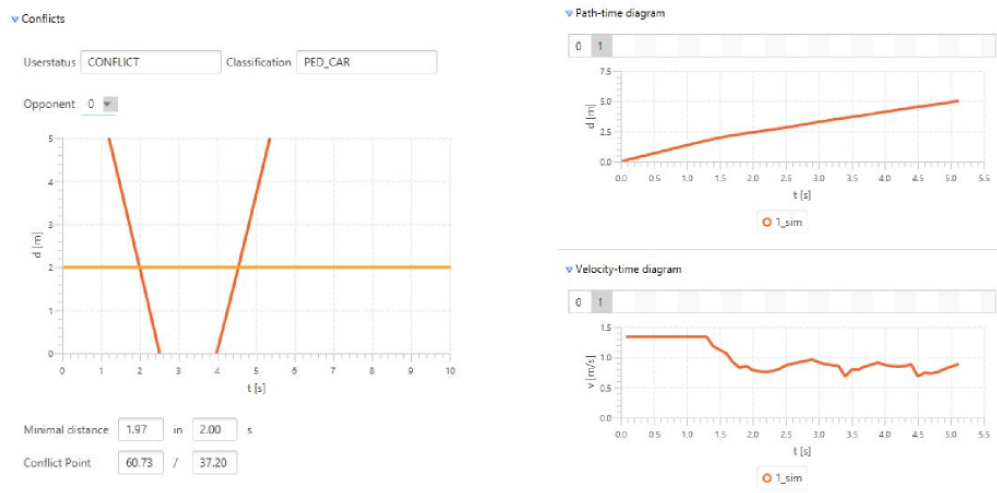 Conflicts
Userstatus CONFLICT Classification PED_CAR
Opponent 0
5
4
3
2
1
0
d [m]
0 1 2 3 4 5 6 7 8 9 10
t [s]
Minimal distance 1.97 in 2.00 s
Conflict Point 60.73 / 37.20
Path-time diagram
0 1
7.5
5.0
2.5
0.0
d [m]
0.0 0.5 1.0 1.5 2.0 2.5 3.0 3.5 4.0 4.5 5.0 5.5
t [s]
1_sim
Velocity-time diagram
0 1
1.5
1.0
0.5
0.0
v [m/s]
0.0 0.5 1.0 1.5 2.0 2.5 3.0 3.5 4.0 4.5 5.0 5.5
t [s]
1_sim